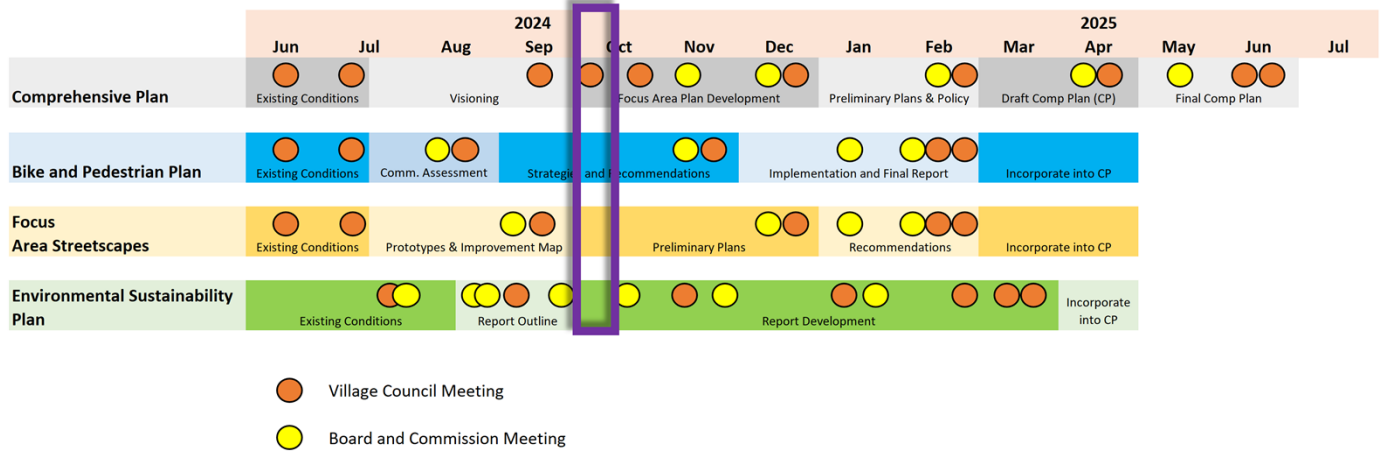 2024 2025
Jun Jul Aug Sep Oct Nov Dec Jan Feb Mar Apr May Jun Jul
Comprehensive Plan
Existing Conditions Visioning Focus Area Plan Development Preliminary Plans & Policy Draft Comp Plan (CP) Final Comp Plan
Bike and Pedestrian Plan
Existing Conditions Comm. Assessment Strategies and Recommendations Implementation and Final Report Incorporate into CP
Focus
Area Streetscapes
Existing Conditions Prototypes & Improvement Map Preliminary Plans Recommendations Incorporate into CP
Environmental Sustainability
Plan
Existing Conditions Report Outline Report Development Incorporate
into CP
Village Council Meeting
Board and Commission Meeting